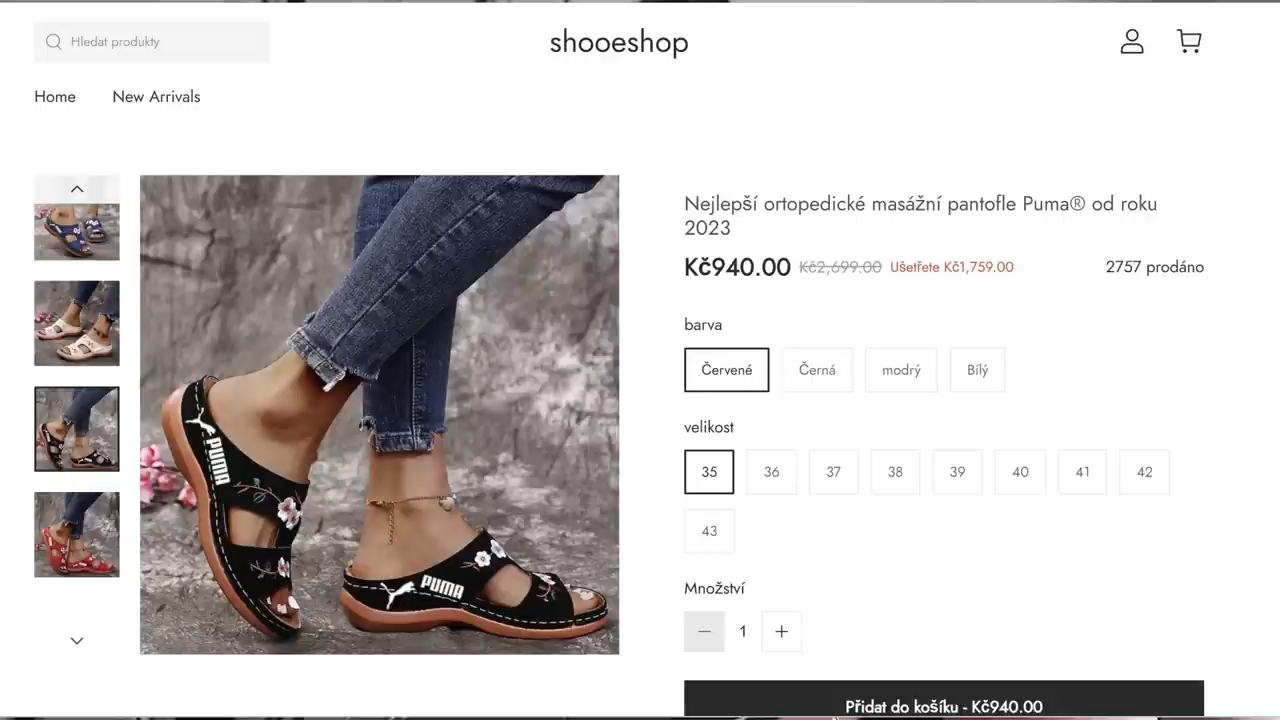 Hledat produkty
shooeshop
Home
New Arrivals
Nejlepší ortopedické masážní pantofle Puma® od roku
2023
Kč940.00 Kč2,699.00 Ušetřete Kč1,759.00
2757 prodáno
barva
Červené
Černá
modrý
Bílý
velikost
35
36
37
38
39
40
41
42
43
Množství
1
Přidat do košíku - Kč940.00
PUMA
PUMA